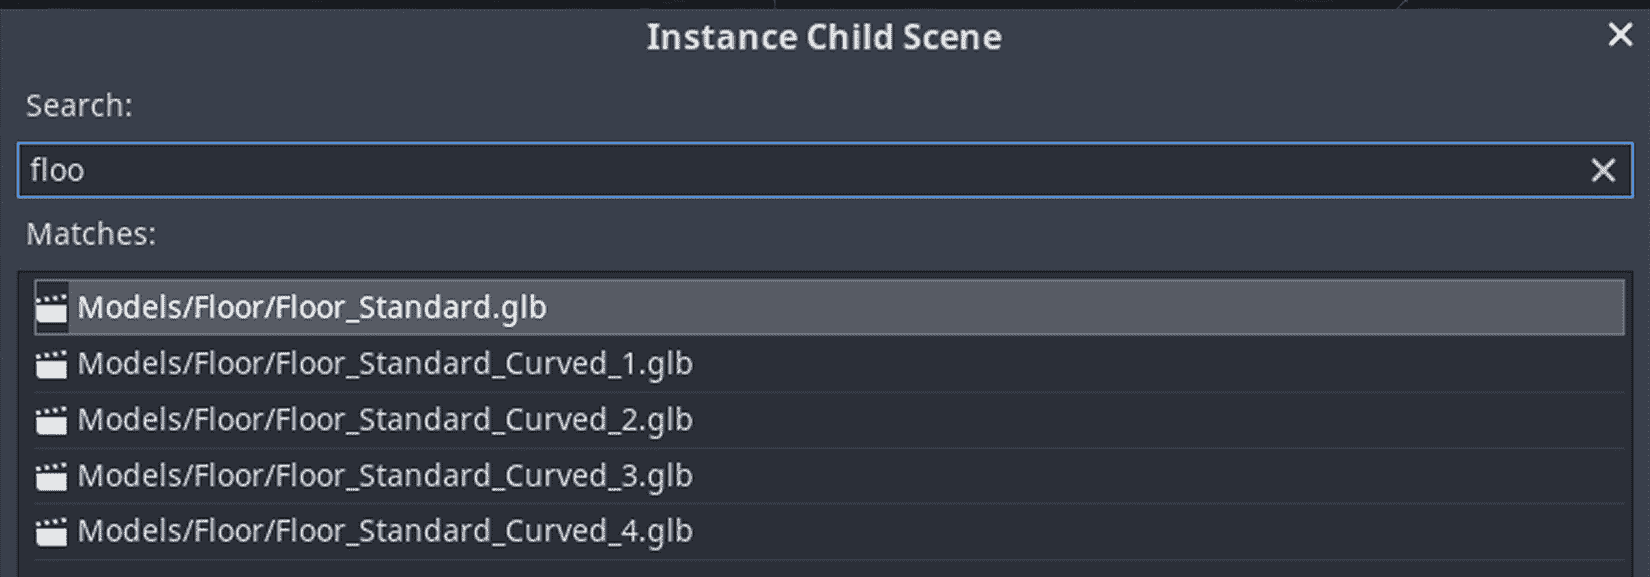 Instance Child Scene
Search:
floo
Matches:
Models/Floor/Floor_Standard.glb
Models/Floor/Floor_Standard_Curved_1.glb
Models/Floor/Floor_Standard_Curved_2.glb
Models/Floor/Floor_Standard_Curved_3.glb
Models/Floor/Floor_Standard_Curved_4.glb